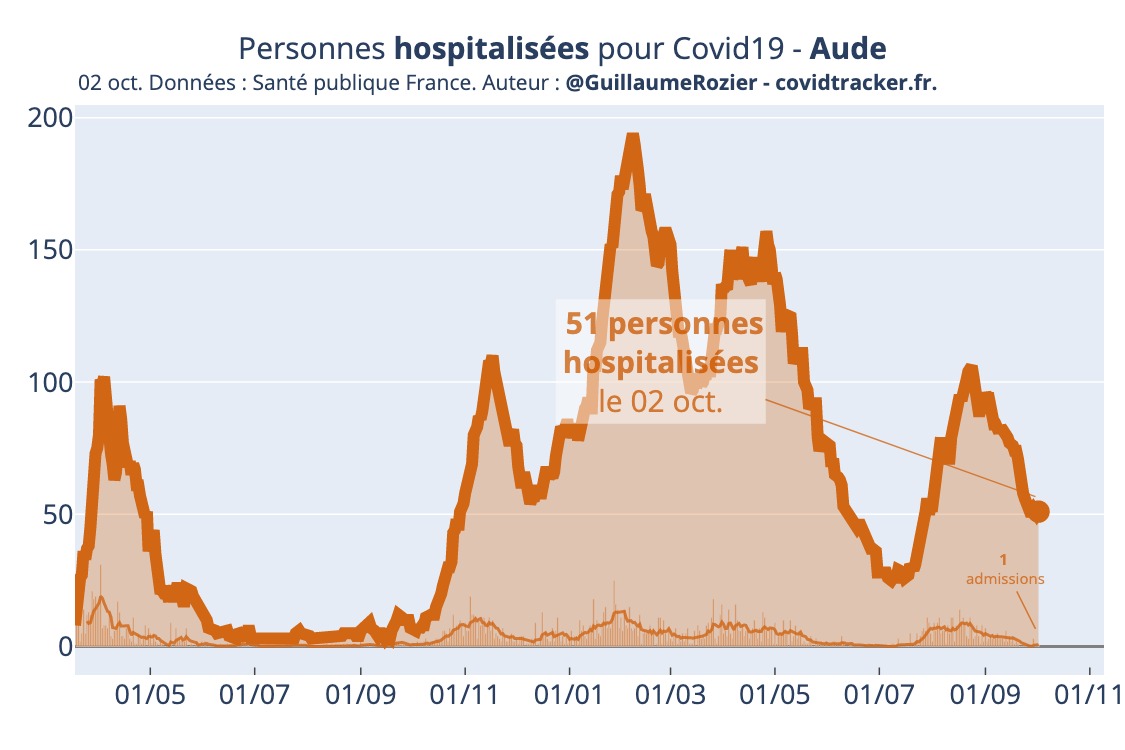 Personnes hospitalisées pour Covid19 - Aude
02 oct. Données : Santé publique France. Auteur : @GuillaumeRozier - covidtracker.fr.
200
150
100
50
0
51 personnes
hospitalisées
le 02 oct.
1
admissions
01/05 01/07 01/09 01/11 01/01 01/03 01/05 01/07 01/09 01/11